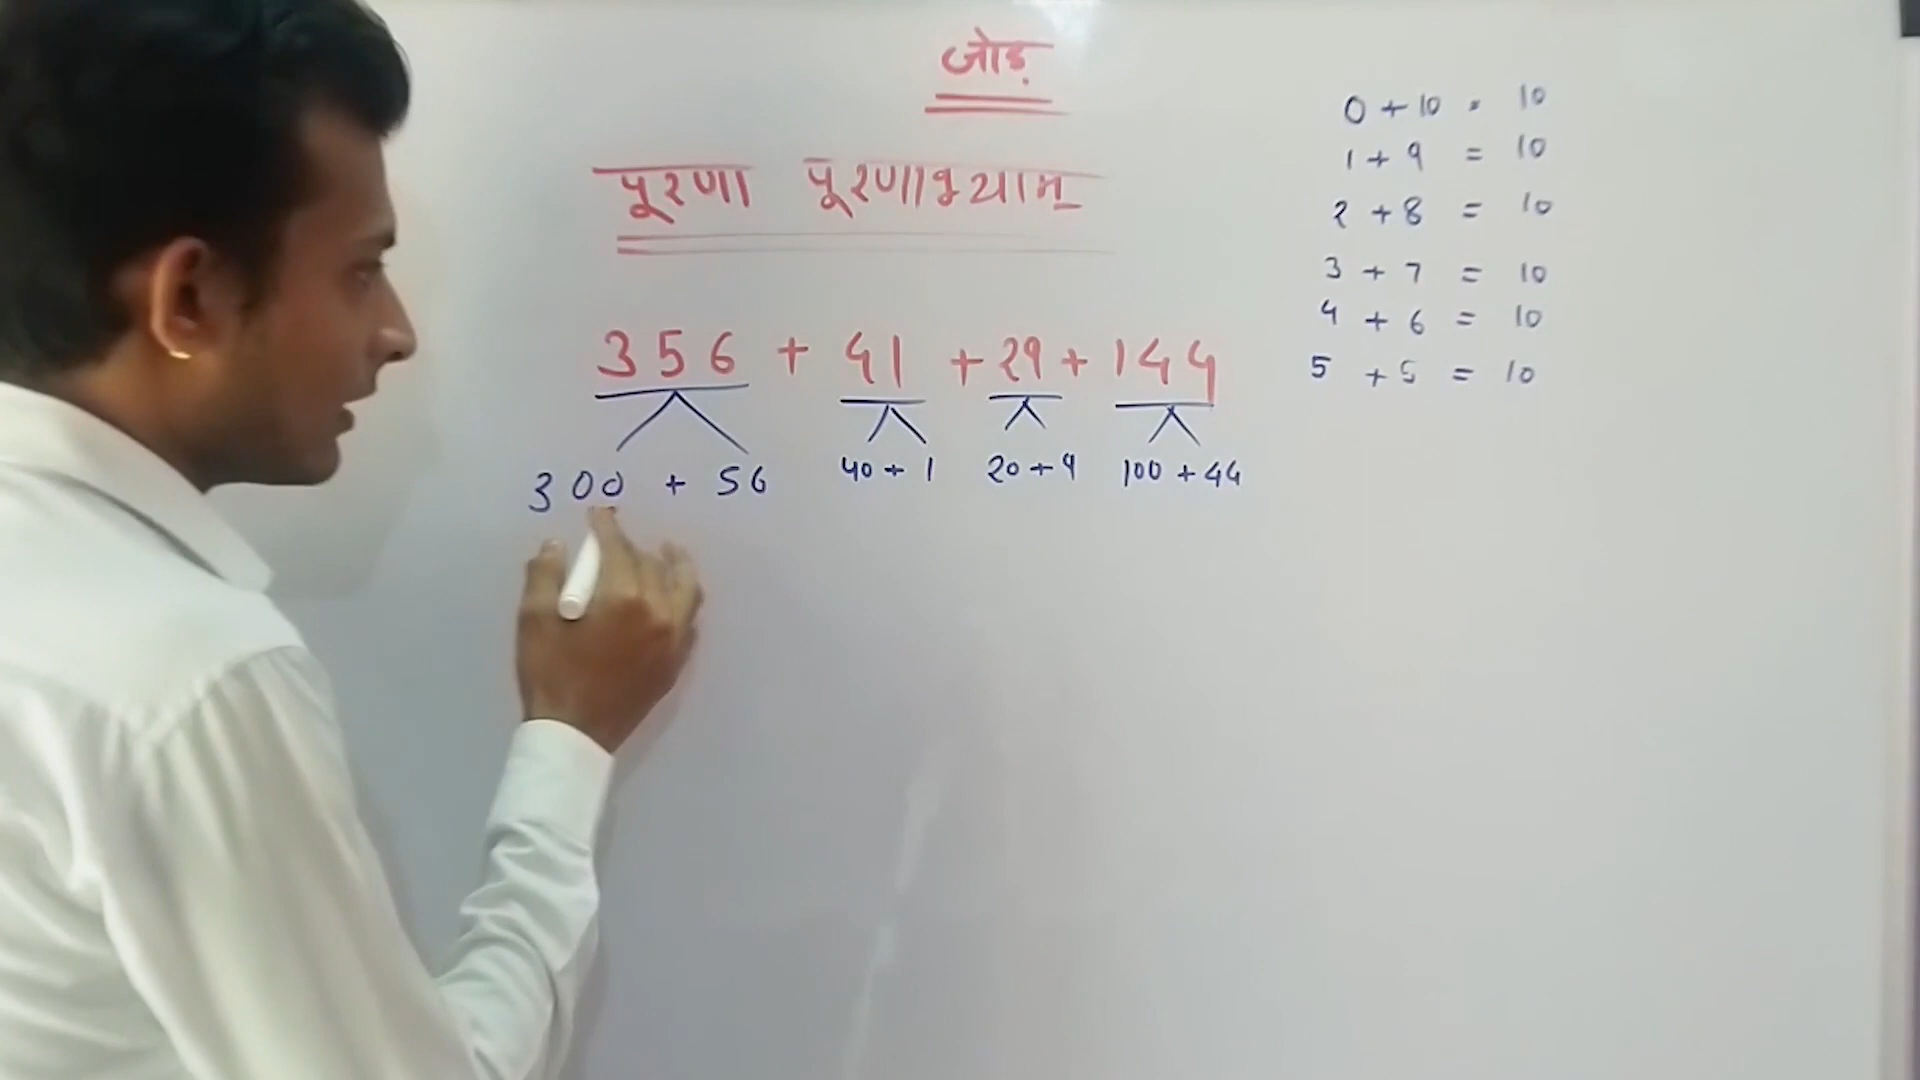 जोड़
पूरणा पूरणाभ्याम्
356 + 41 + 29 + 144
300 + 56 40 + 1 20 + 9 100 + 44
0 + 10 = 10
1 + 9 = 10
2 + 8 = 10
3 + 7 = 10
4 + 6 = 10
5 + 5 = 10